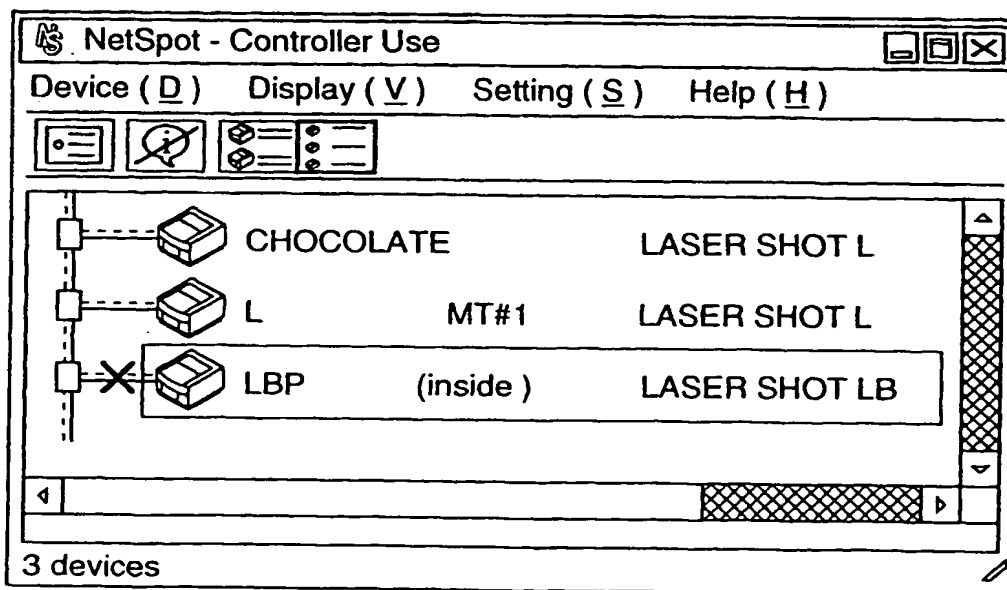 NetSpot - Controller Use
Device ( D ) Display ( V ) Setting ( S ) Help ( H )
CHOCOLATE LASER SHOT L
L MT#1 LASER SHOT L
LBP (inside ) LASER SHOT LB
3 devices